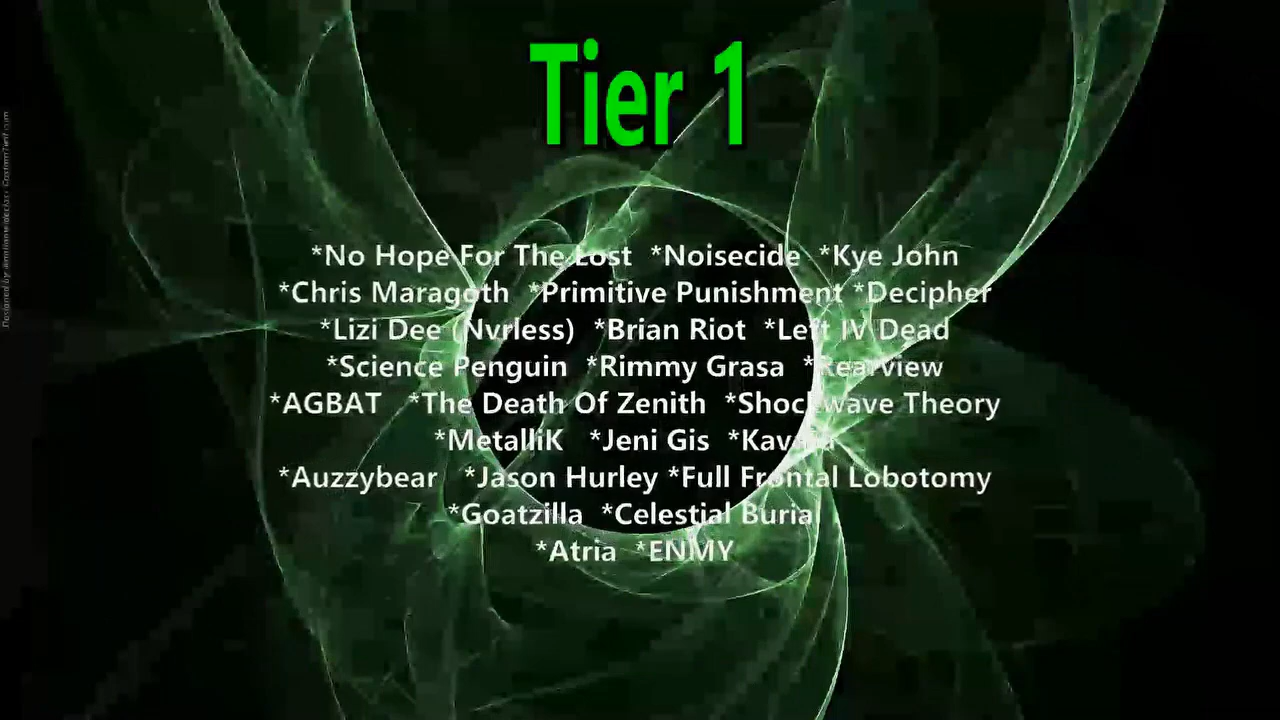 Tier 1
*No Hope For The Lost *Noisecide *Kye John
*Chris Maragoth *Primitive Punishment *Decipher
*Lizi Dee (Nvrless) *Brian Riot *Left IV Dead
*Science Penguin *Rimmy Grasa *Rearview
*AGBAT *The Death Of Zenith *Shockwave Theory
*MetalliK *Jeni Gis
*Auzzybear *Jason Hurley *Full Frontal Lobotomy
*Goatzilla *Celestial Burial
*Atria *ENMY